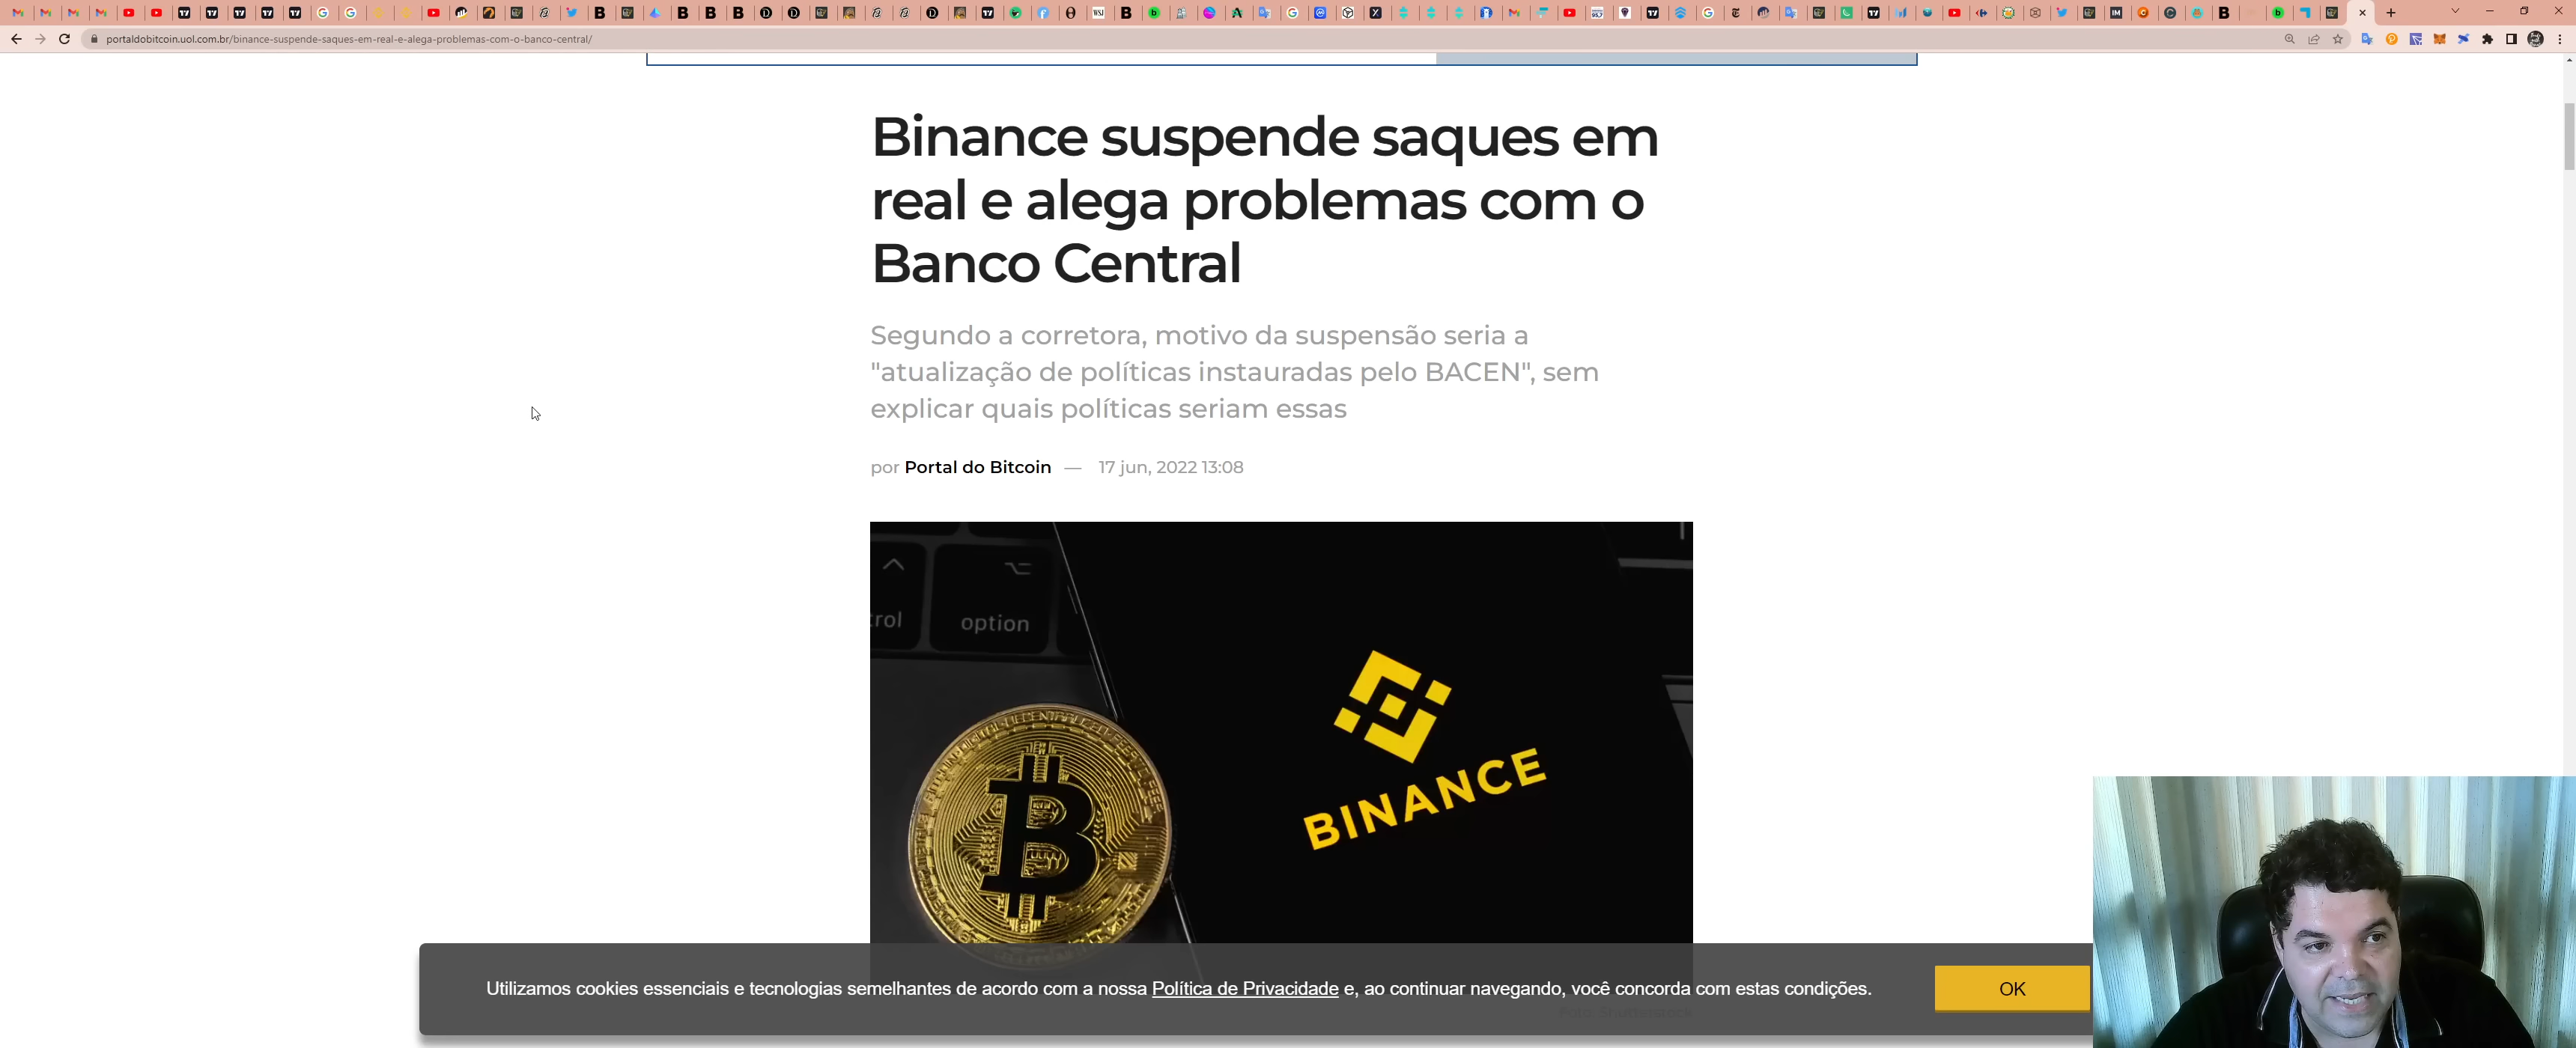 portaldobitcoin.uol.com.br/binance-suspende-saques-em-real-e-alega-problemas-com-o-banco-central/
Binance suspende saques em
real e alega problemas com o
Banco Central
Segundo a corretora, motivo da suspensão seria a
"atualização de políticas instauradas pelo BACEN", sem
explicar quais políticas seriam essas
por Portal do Bitcoin — 17 jun, 2022 13:08
option
BINANCE
Utilizamos cookies essenciais e tecnologias semelhantes de acordo com a nossa Política de Privacidade e, ao continuar navegando, você concorda com estas condições.
OK